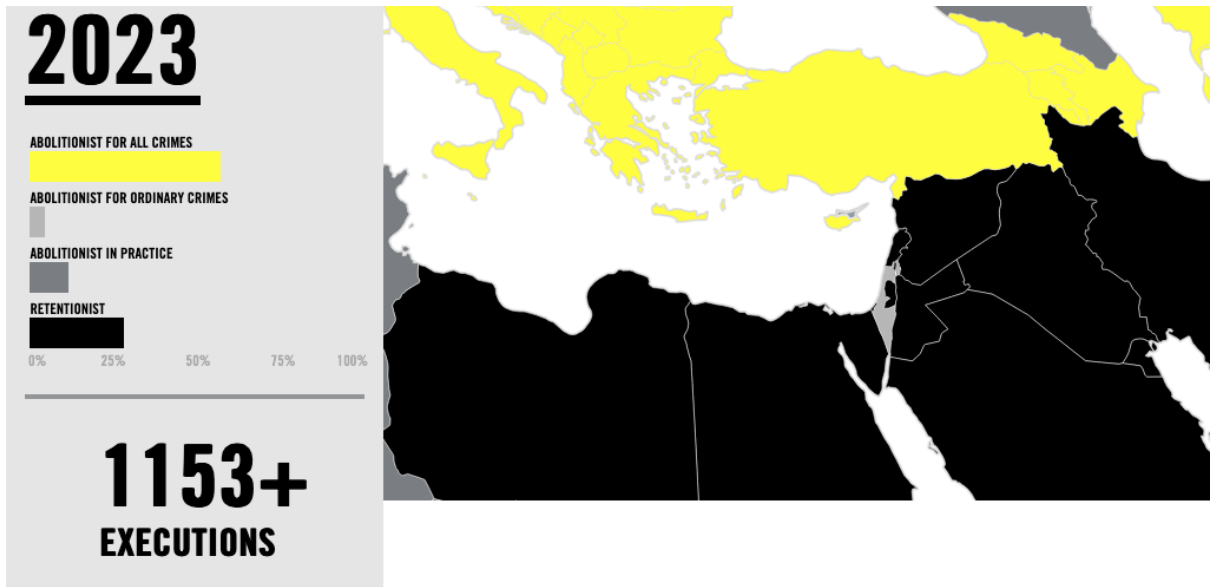 2023
ABOLITIONIST FOR ALL CRIMES
ABOLITIONIST FOR ORDINARY CRIMES
ABOLITIONIST IN PRACTICE
RETENTIONIST
0% 25% 50% 75% 100%
1153+
EXECUTIONS